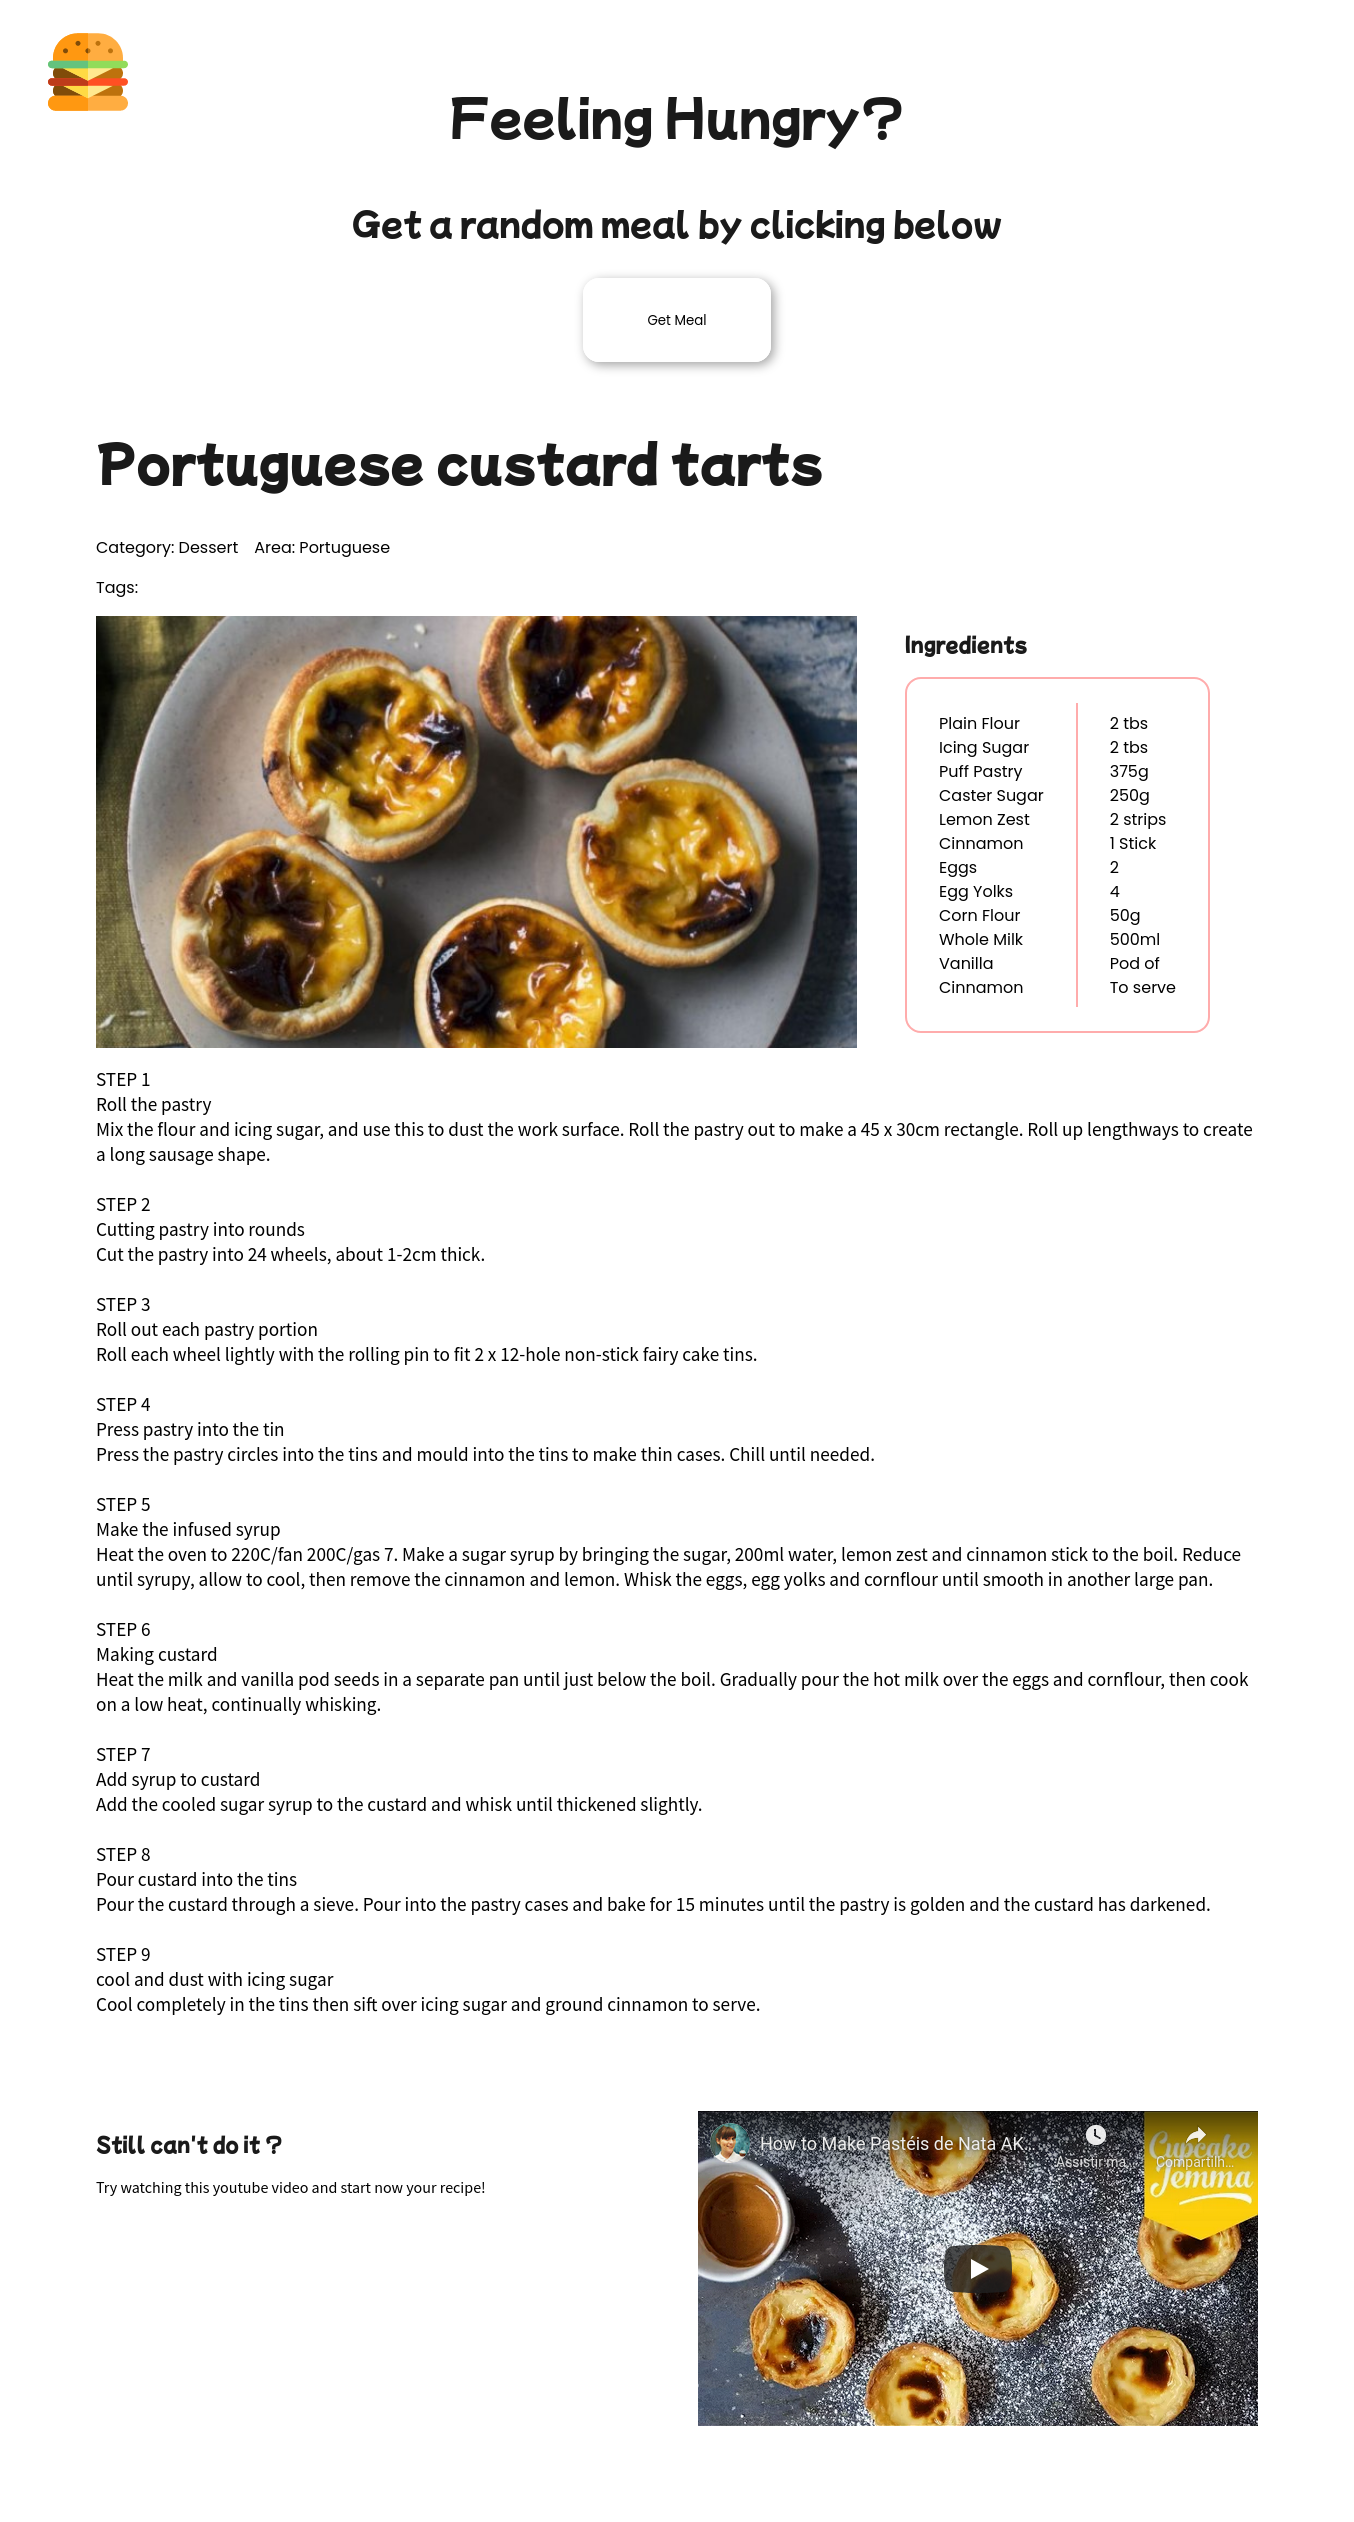 Feeling Hungry?
Get a random meal by clicking below
Get Meal
Portuguese custard tarts
Category: Dessert Area: Portuguese
Tags:
Ingredients
Plain Flour 2 tbs
Icing Sugar 2 tbs
Puff Pastry 375g
Caster Sugar 250g
Lemon Zest 2 strips
Cinnamon 1 Stick
Eggs 2
Egg Yolks 4
Corn Flour 50g
Whole Milk 500ml
Vanilla Pod of
Cinnamon To serve
STEP 1
Roll the pastry
Mix the flour and icing sugar, and use this to dust the work surface. Roll the pastry out to make a 45 x 30cm rectangle. Roll up lengthways to create
a long sausage shape.
STEP 2
Cutting pastry into rounds
Cut the pastry into 24 wheels, about 1-2cm thick.
STEP 3
Roll out each pastry portion
Roll each wheel lightly with the rolling pin to fit 2 x 12-hole non-stick fairy cake tins.
STEP 4
Press pastry into the tin
Press the pastry circles into the tins and mould into the tins to make thin cases. Chill until needed.
STEP 5
Make the infused syrup
Heat the oven to 220C/fan 200C/gas 7. Make a sugar syrup by bringing the sugar, 200ml water, lemon zest and cinnamon stick to the boil. Reduce
until syrupy, allow to cool, then remove the cinnamon and lemon. Whisk the eggs, egg yolks and cornflour until smooth in another large pan.
STEP 6
Making custard
Heat the milk and vanilla pod seeds in a separate pan until just below the boil. Gradually pour the hot milk over the eggs and cornflour, then cook
on a low heat, continually whisking.
STEP 7
Add syrup to custard
Add the cooled sugar syrup to the custard and whisk until thickened slightly.
STEP 8
Pour custard into the tins
Pour the custard through a sieve. Pour into the pastry cases and bake for 15 minutes until the pastry is golden and the custard has darkened.
STEP 9
cool and dust with icing sugar
Cool completely in the tins then sift over icing sugar and ground cinnamon to serve.
Still can't do it ?
Try watching this youtube video and start now your recipe!
How to Make Pastéis de Nata AK...
Assistir ma...
Compartilh...
Cupcake
Jemma